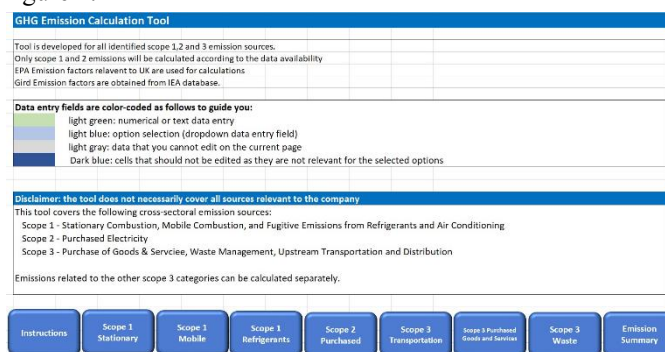 GHG Emission Calculation Tool
Tool is developed for all identified scope 1,2 and 3 emission sources.
Only scope 1 and 2 emissions will be calculated according to the data availability
EPA Emission factors relavent to UK are used for calculations
Gird Emission factors are obtained from IEA database.
Data entry fields are color-coded as follows to guide you:
light green: numerical or text data entry
light blue: option selection (dropdown data entry field)
light gray: data that you cannot edit on the current page
Dark blue: cells that should not be edited as they are not relevant for the selected options
Disclaimer: the tool does not necessarily cover all sources relevant to the company
This tool covers the following cross-sectoral emission sources:
Scope 1 - Stationary Combustion, Mobile Combustion, and Fugitive Emissions from Refrigerants and Air Conditioning
Scope 2 - Purchased Electricity
Scope 3 - Purchase of Goods & Servciee, Waste Management, Upstream Transportation and Distribution
Emissions related to the other scope 3 categories can be calculated separately.
Instructions
Scope 1
Stationary
Scope 1
Mobile
Scope 1
Refrigerants
Scope 2
Purchased
Scope 3
Transportation
Scope 3 Purchased
Goods and Services
Scope 3
Waste
Emission
Summary